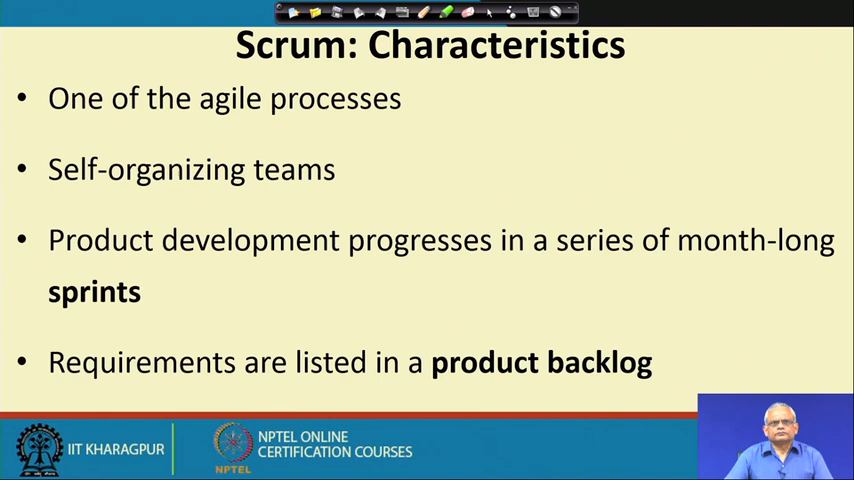 Scrum: Characteristics
• One of the agile processes
• Self-organizing teams
• Product development progresses in a series of month-long
sprints
• Requirements are listed in a product backlog
IIT KHARAGPUR
NPTEL
NPTEL ONLINE
CERTIFICATION COURSES